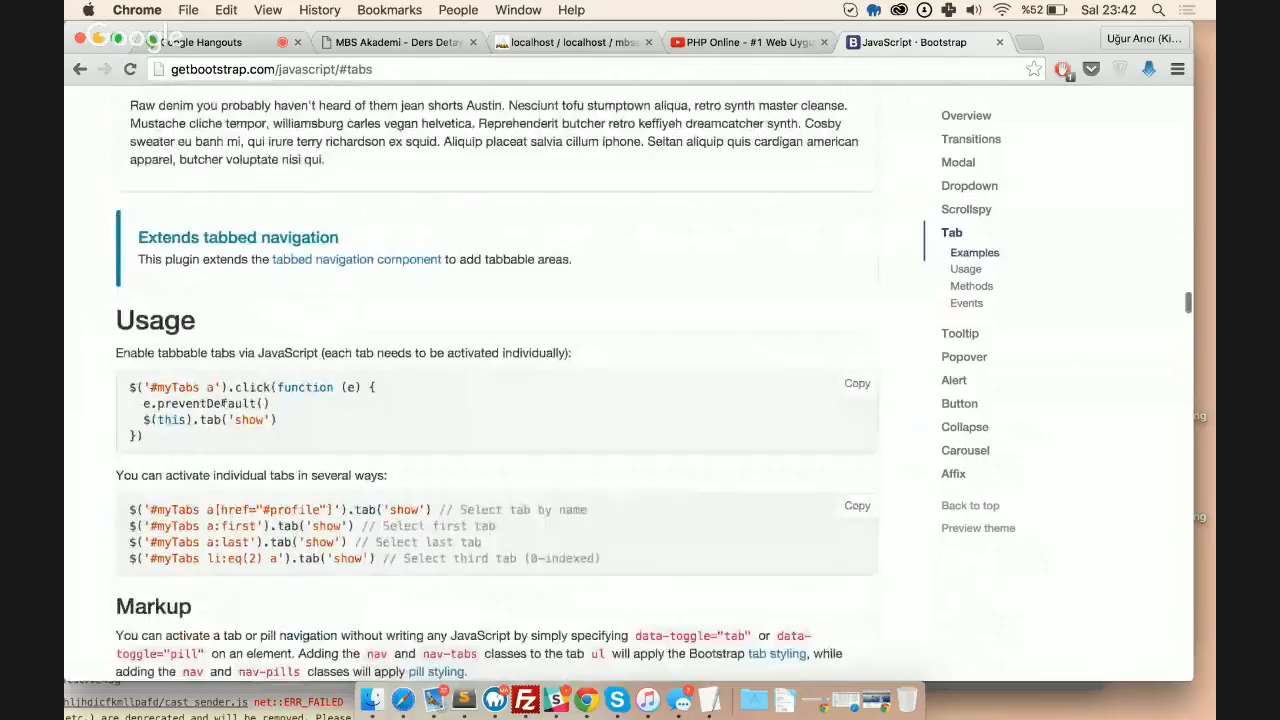 Chrome File Edit View History Bookmarks People Window Help %52 Sal 23:42
Google
Google Hangouts
MBS Akademi - Ders Detay
localhost / localhost / mbs
PHP Online - #1 Web Uygu
JavaScript · Bootstrap
Uğur Arıcı (Ki...
getbootstrap.com/javascript/#tabs
Raw denim you probably haven't heard of them jean shorts Austin. Nesciunt tofu stumptown aliqua, retro synth master cleanse.
Mustache cliche tempor, williamsburg carles vegan helvetica. Reprehenderit butcher retro keffiyeh dreamcatcher synth. Cosby
sweater eu banh mi, qui irure terry richardson ex squid. Aliquip placeat salvia cillum iphone. Seitan aliquip quis cardigan american
apparel, butcher voluptate nisi qui.
Extends tabbed navigation
This plugin extends the tabbed navigation component to add tabbable areas.
Usage
Enable tabbable tabs via JavaScript (each tab needs to be activated individually):
Copy
$('#myTabs a').click(function (e) {
e.preventDefault()
$(this).tab('show')
})
You can activate individual tabs in several ways:
Copy
$('#myTabs a[href="#profile"]').tab('show') // Select tab by name
$('#myTabs a:first').tab('show') // Select first tab
$('#myTabs a:last').tab('show') // Select last tab
$('#myTabs li:eq(2) a').tab('show') // Select third tab (0-indexed)
Markup
You can activate a tab or pill navigation without writing any JavaScript by simply specifying data-toggle="tab" or data-
toggle="pill" on an element. Adding the nav and nav-tabs classes to the tab ul will apply the Bootstrap tab styling, while
adding the nav and nav-pills classes will apply pill styling.
Overview
Transitions
Modal
Dropdown
Scrollspy
Tab
Examples
Usage
Methods
Events
Tooltip
Popover
Alert
Button
Collapse
Carousel
Affix
Back to top
Preview theme
ng
ng
hljhdjcfkmllpafd/cast_sender.js net::ERR_FAILED
etc.) are deprecated and will be removed. Please